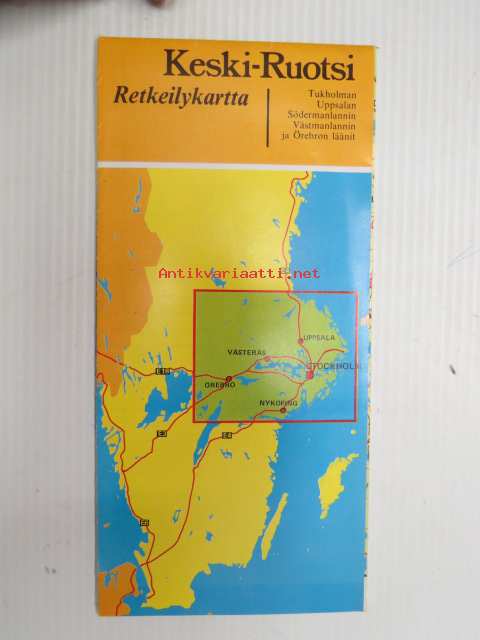 Keski-Ruotsi
Retkeilykartta
Tukholman
Uppsalan
Södermanlannin
Västmanlannin
ja Örebron läänit
Antikvariaatti.net
UPPSALA
VÄSTERÅS
STOCKHOLM
ÖREBRO
NYKÖPING